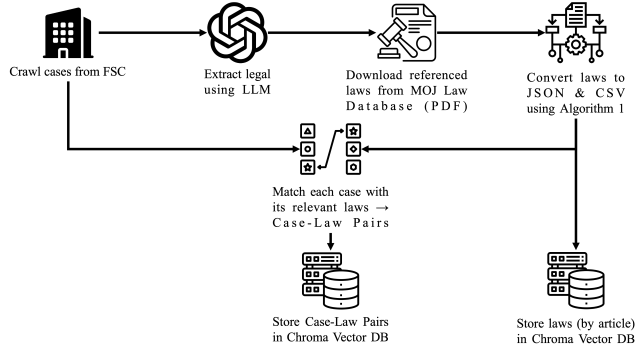 Crawl cases from FSC
Extract legal
using LLM
Download referenced
laws from MOJ Law
Database (PDF)
Convert laws to
JSON & CSV
using Algorithm 1
Match each case with
its relevant laws →
Case-Law Pairs
Store Case-Law Pairs
in Chroma Vector DB
Store laws (by article)
in Chroma Vector DB